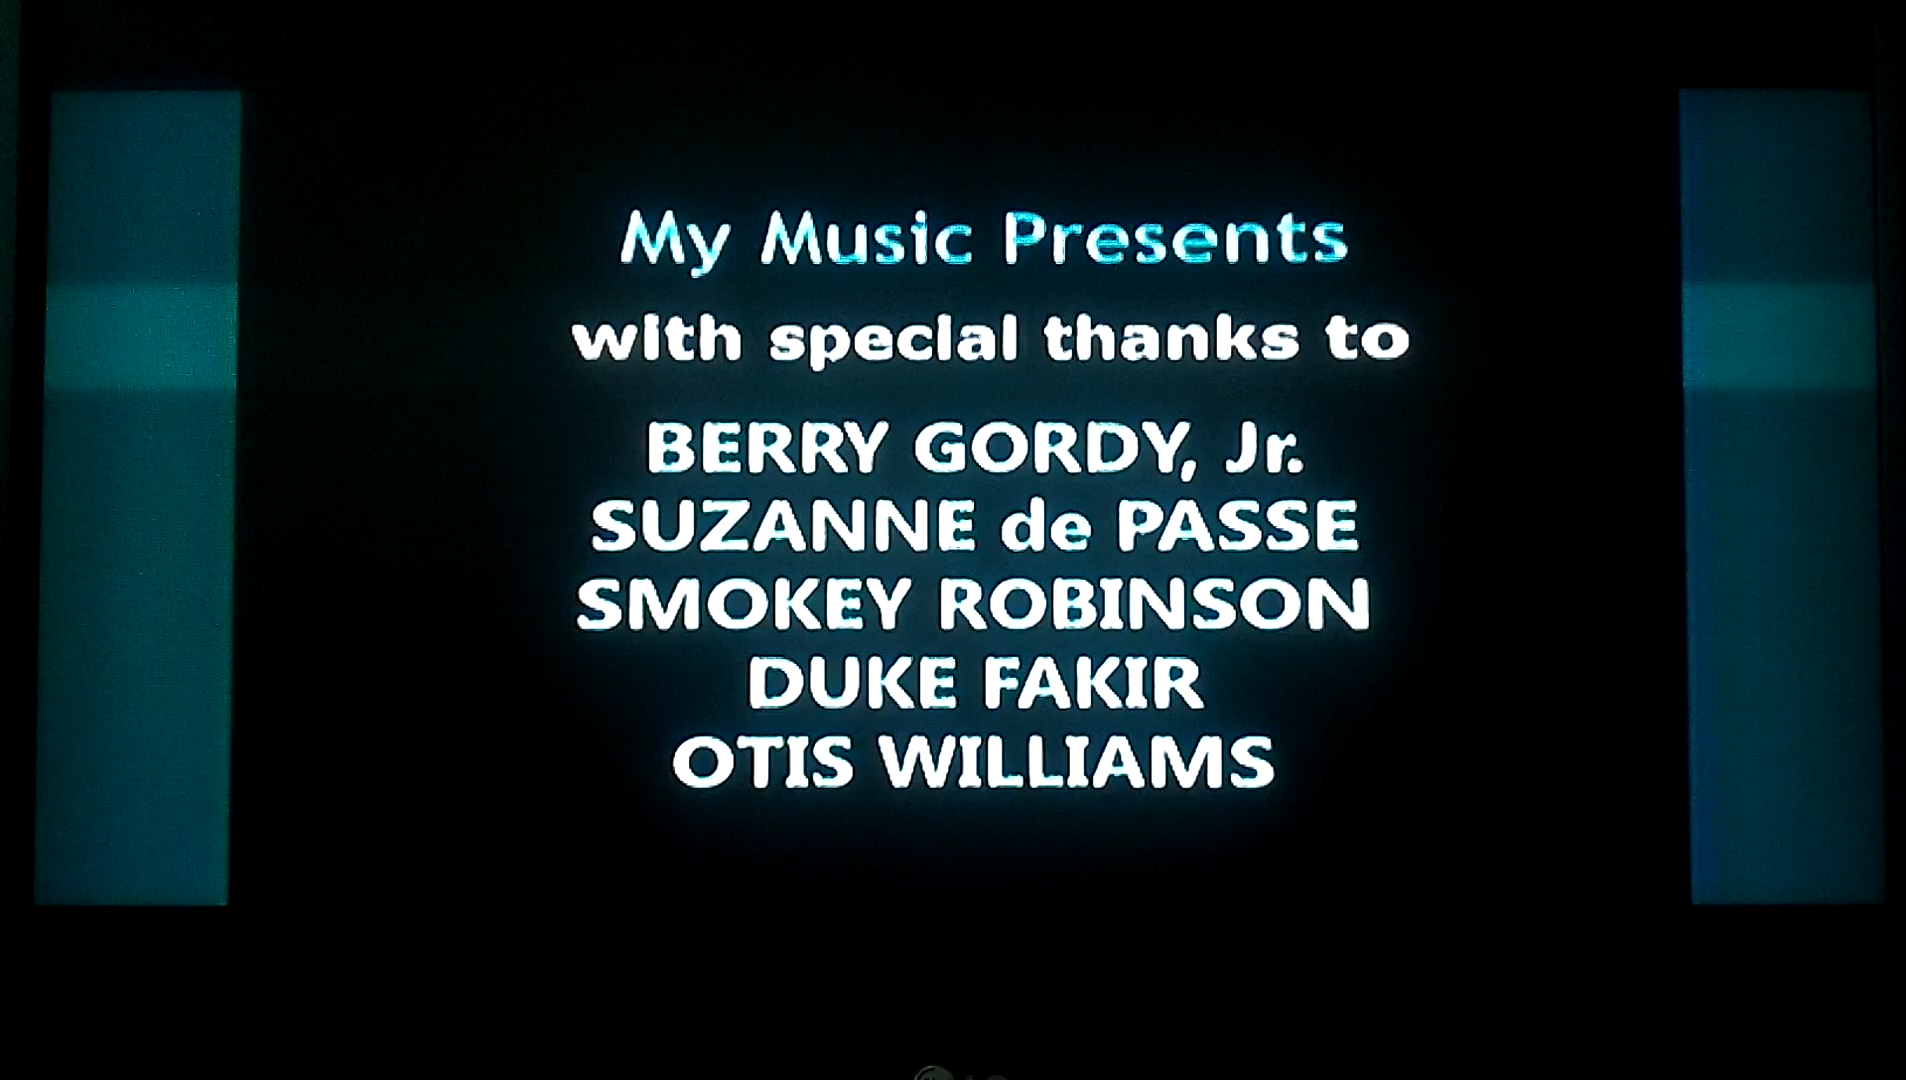 My Music Presents
with special thanks to
BERRY GORDY, Jr.
SUZANNE de PASSE
SMOKEY ROBINSON
DUKE FAKIR
OTIS WILLIAMS